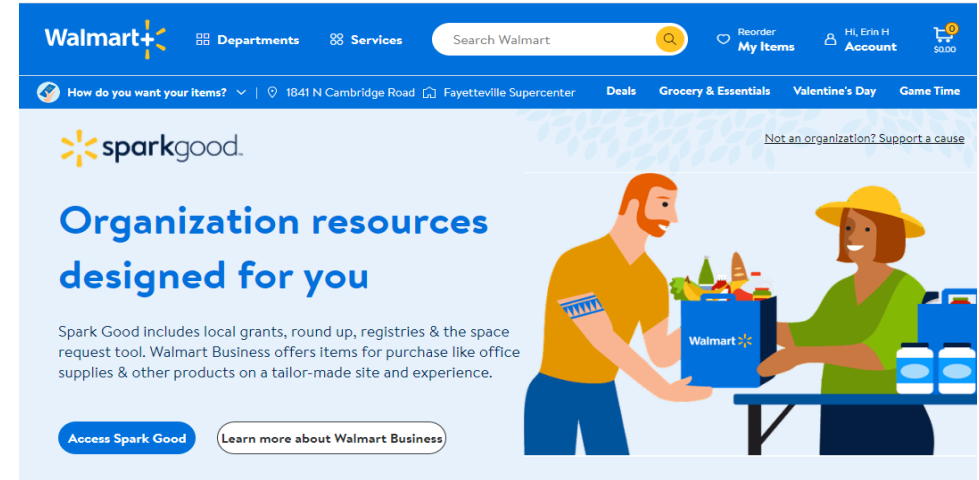 Walmart+
Departments
Services
Search Walmart
Reorder
My Items
Hi, Erin H
Account
0
$0.00
How do you want your items?
1841 N Cambridge Road
Fayetteville Supercenter
Deals
Grocery & Essentials
Valentine's Day
Game Time
sparkgood.
Not an organization? Support a cause
Organization resources
designed for you
Spark Good includes local grants, round up, registries & the space
request tool. Walmart Business offers items for purchase like office
supplies & other products on a tailor-made site and experience.
Walmart
Access Spark Good
Learn more about Walmart Business